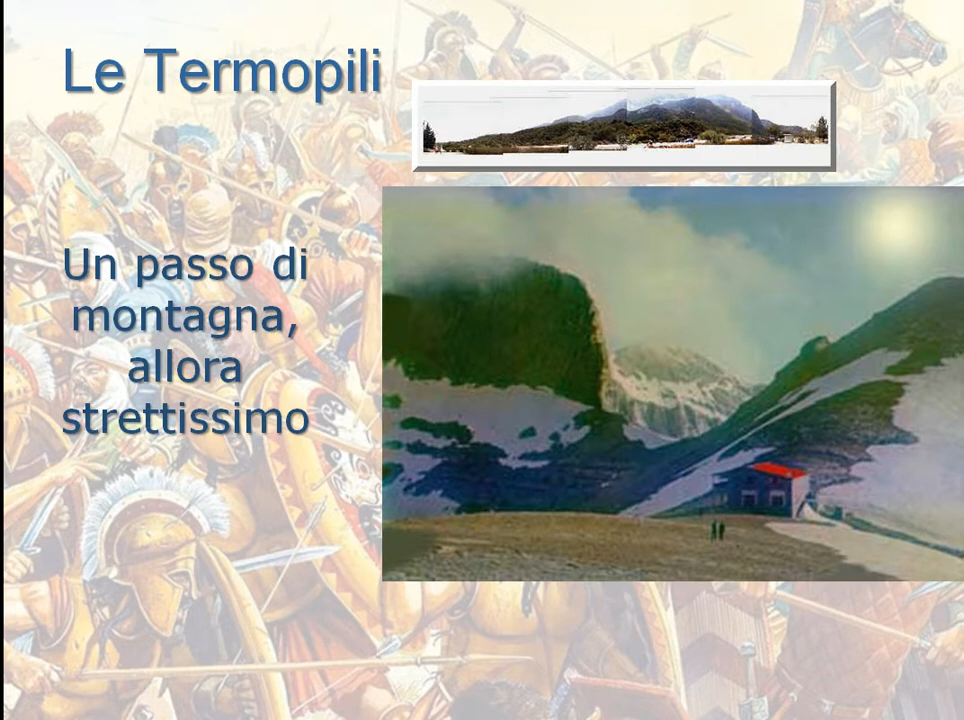 Le Termopili
Un passo di
montagna,
allora
strettissimo